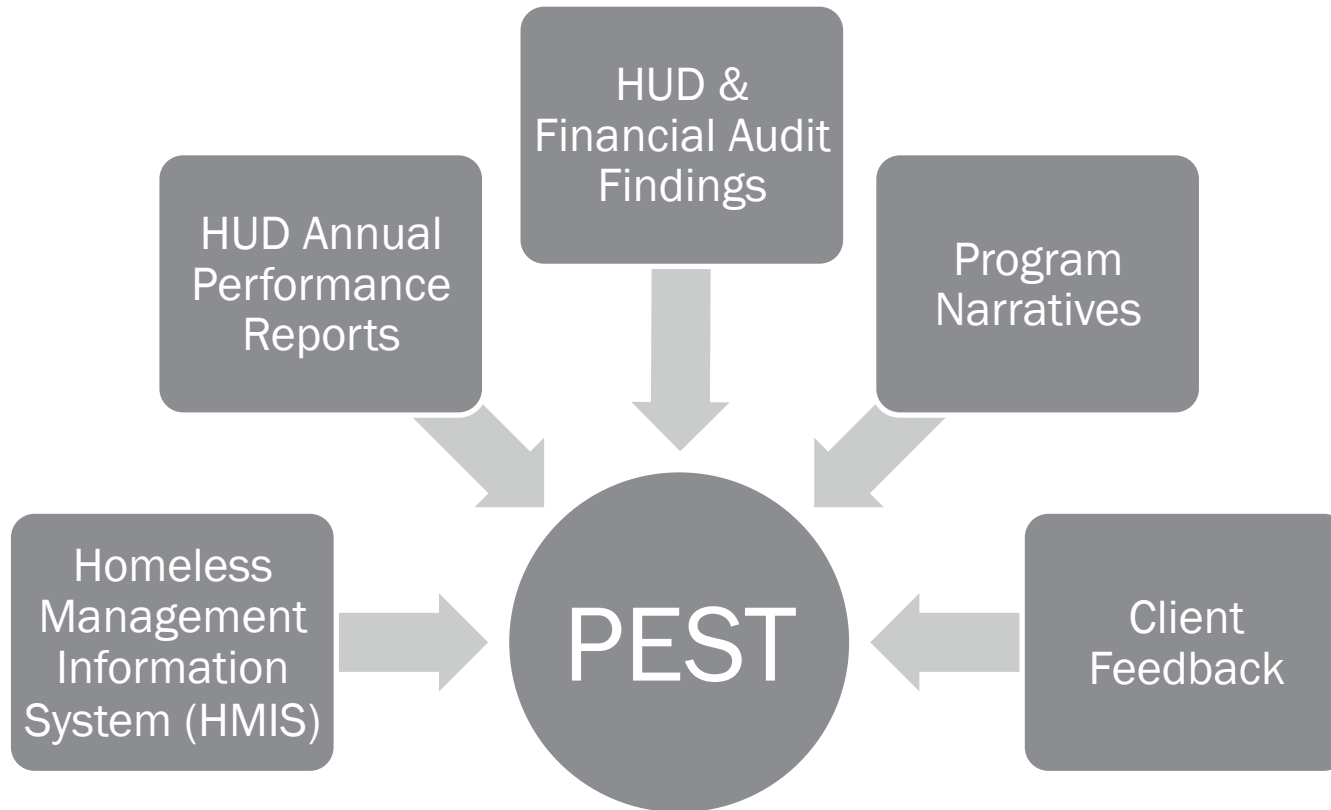 HUD &
Financial Audit
Findings
HUD Annual
Performance
Reports
Program
Narratives
Homeless
Management
Information
System (HMIS)
PEST
Client
Feedback